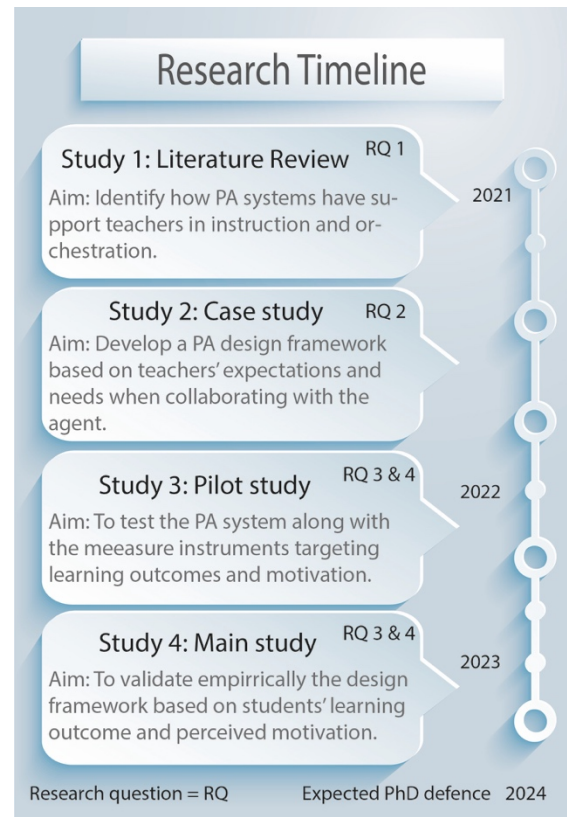 Research Timeline
Study 1: Literature Review RQ 1
Aim: Identify how PA systems have su-
pport teachers in instruction and or-
chestration.
2021
Study 2: Case study RQ 2
Aim: Develop a PA design framework
based on teachers' expectations and
needs when collaborating with the
agent.
Study 3: Pilot study RQ 3 & 4
Aim: To test the PA system along with
the meeasure instruments targeting
learning outcomes and motivation.
2022
Study 4: Main study RQ 3 & 4
Aim: To validate empirrically the design
framework based on students' learning
outcome and perceived motivation.
2023
Research question = RQ Expected PhD defence 2024